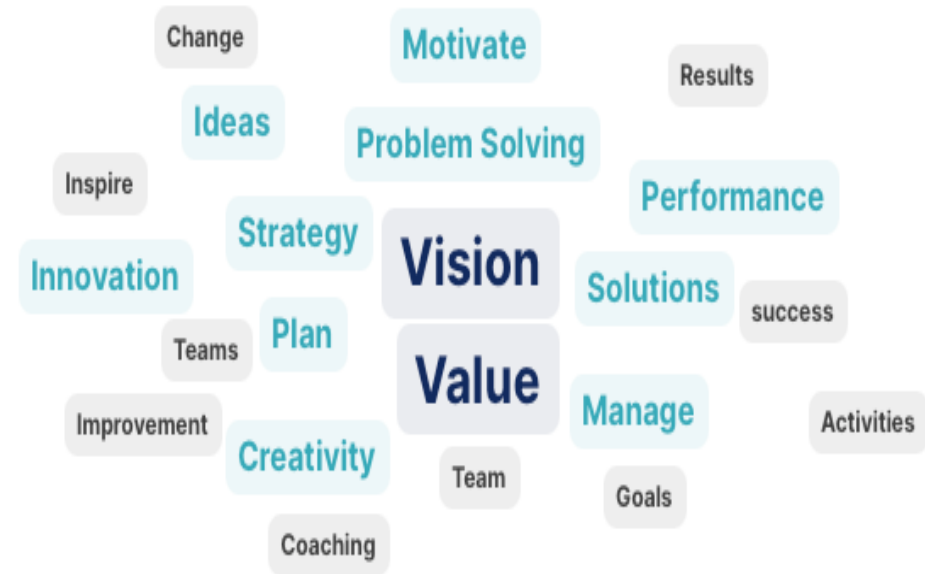 Change
Motivate
Results
Ideas
Problem Solving
Inspire
Performance
Strategy
Vision
Innovation
Solutions
success
Plan
Teams
Value
Manage
Improvement
Activities
Creativity
Team
Goals
Coaching